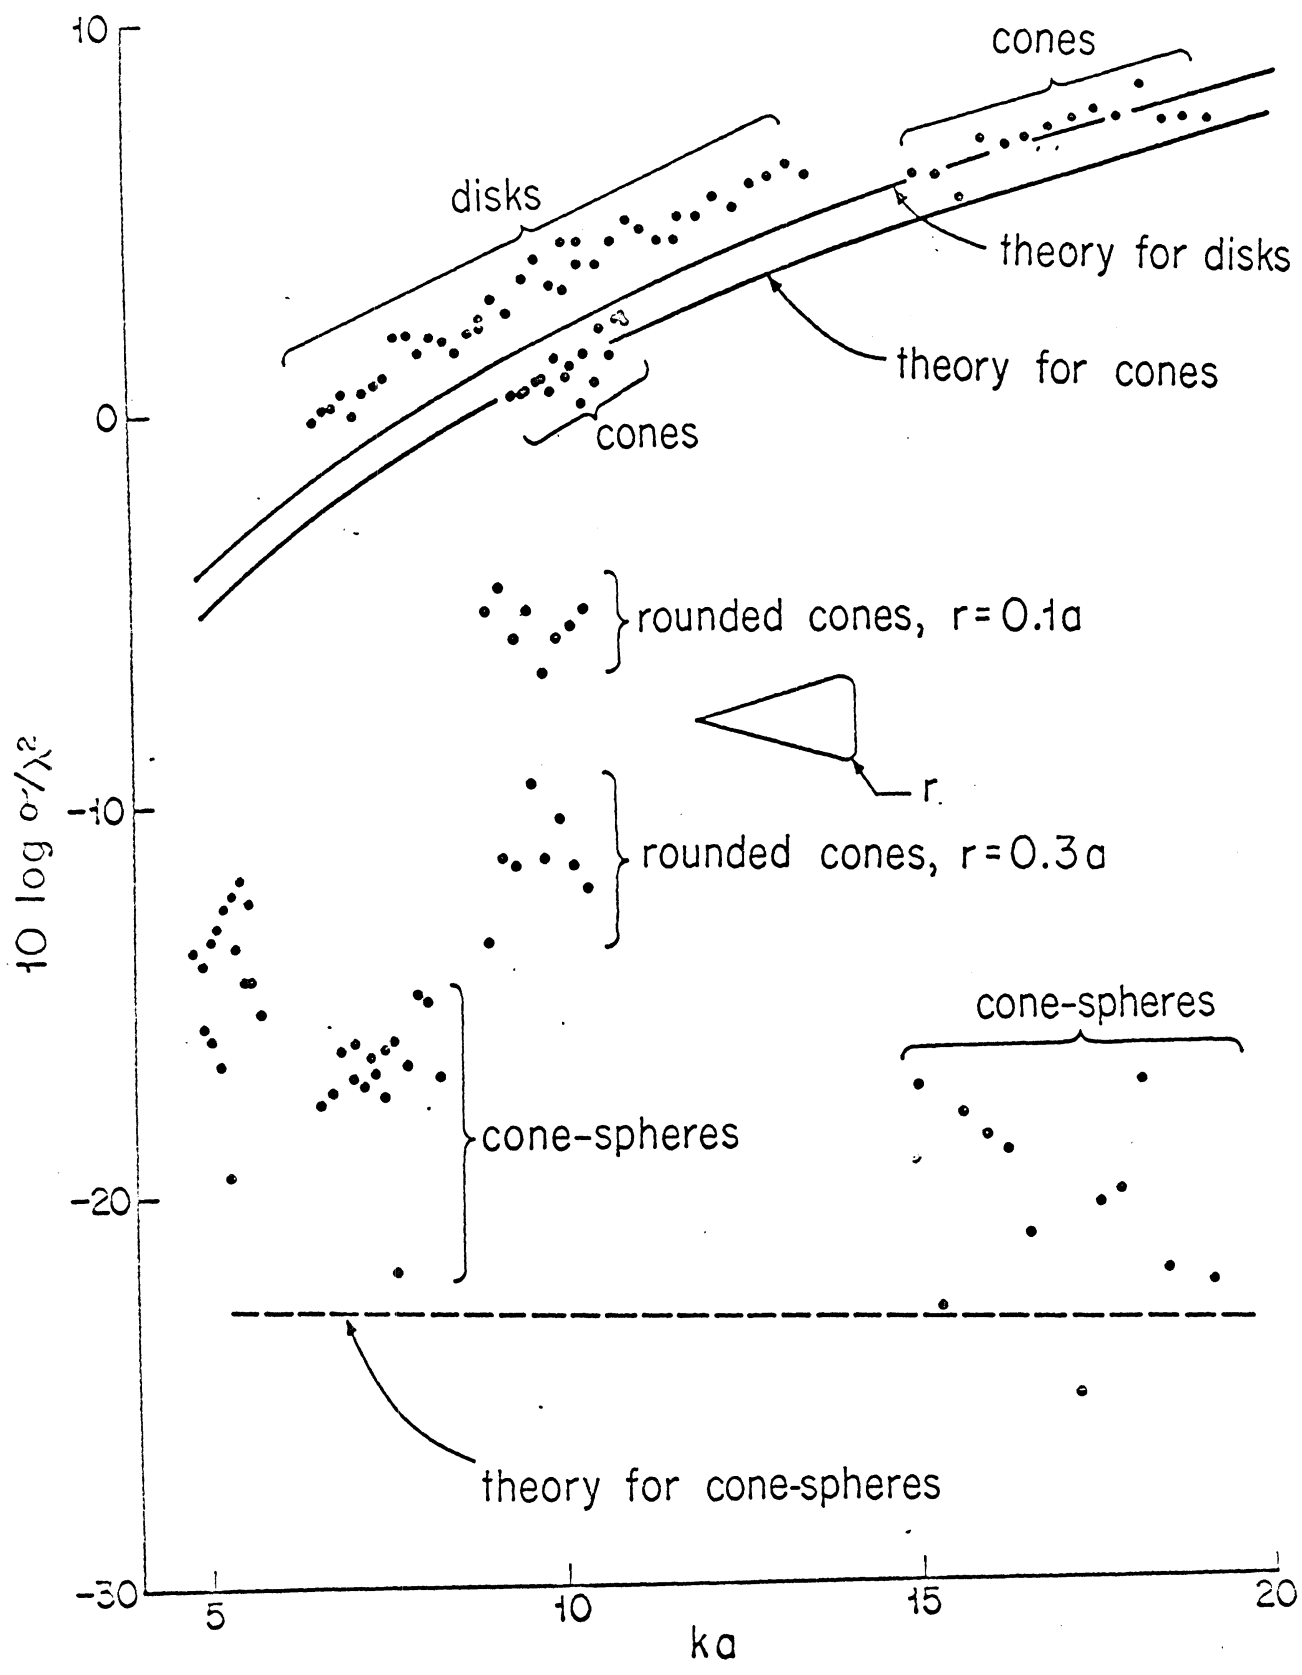 10
cones
disks
theory for disks
theory for cones
0
cones
rounded cones, r=0.1a
r
10 log σ/λ²
-10
rounded cones, r=0.3a
cone-spheres
cone-spheres
-20
theory for cone-spheres
-30
5
10
15
20
ka